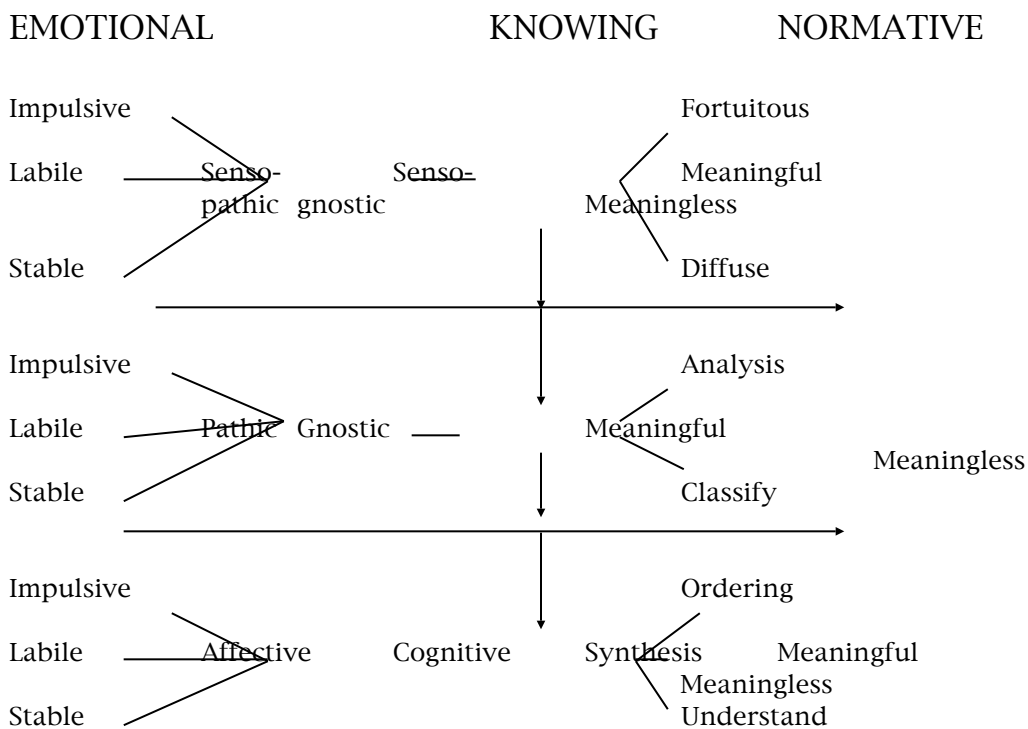 EMOTIONAL KNOWING NORMATIVE
Impulsive Fortuitous
Labile Senso- Senso- Meaningful
pathic gnostic Meaningless
Stable Diffuse
Impulsive Analysis
Labile Pathic Gnostic Meaningful
Meaningless
Stable Classify
Impulsive Ordering
Labile Affective Cognitive Synthesis Meaningful
Meaningless
Stable Understand